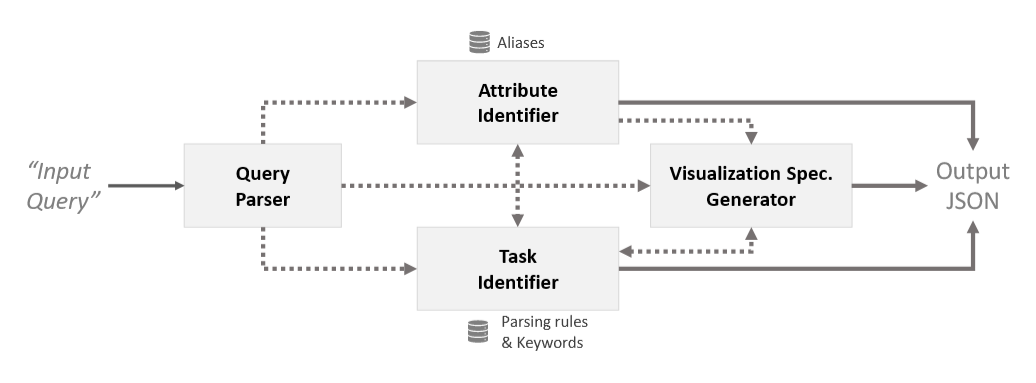 Aliases
Attribute
Identifier
“Input
Query”
Query
Parser
Visualization Spec.
Generator
Output
JSON
Task
Identifier
Parsing rules
& Keywords